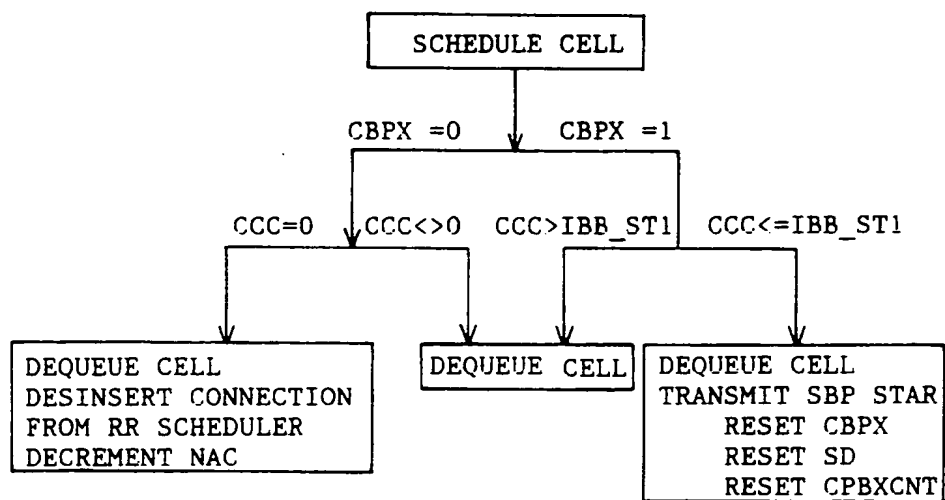 SCHEDULE CELL
CBPX =0
CBPX =1
CCC=0
CCC<>0
CCC>IBB_ST1
CCC<=IBB_ST1
DEQUEUE CELL
DESINSERT CONNECTION
FROM RR SCHEDULER
DECREMENT NAC
DEQUEUE CELL
DEQUEUE CELL
TRANSMIT SBP STAR
RESET CBPX
RESET SD
RESET CPBXCNT